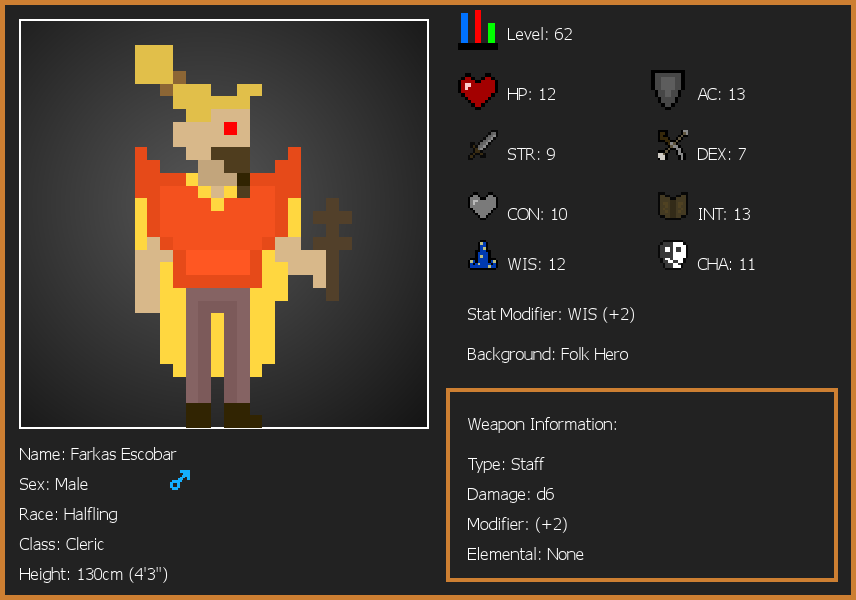 Level: 62
HP: 12
AC: 13
STR: 9
DEX: 7
CON: 10
INT: 13
WIS: 12
CHA: 11
Stat Modifier: WIS (+2)
Background: Folk Hero
Weapon Information:
Type: Staff
Damage: d6
Modifier: (+2)
Elemental: None
Name: Farkas Escobar
Sex: Male
Race: Halfling
Class: Cleric
Height: 130cm (4'3")